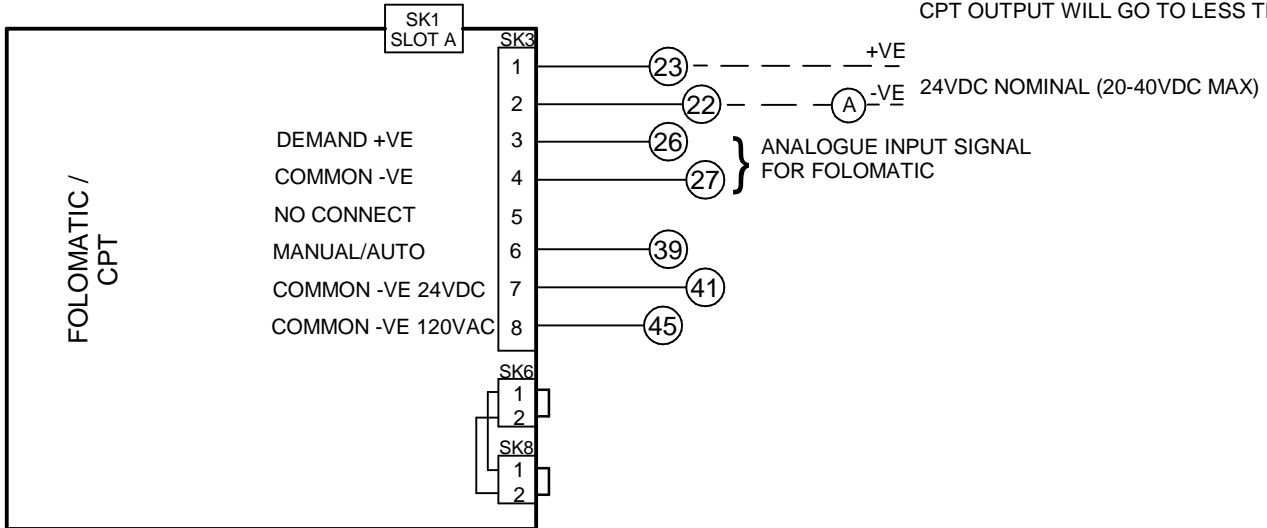 CPT OUTPUT WILL GO TO LESS
SK1
SLOT A
SK3
1
23
+VE
2
22
A
-VE
24VDC NOMINAL (20-40VDC MAX)
DEMAND +VE
3
26
ANALOGUE INPUT SIGNAL
FOR FOLOMATIC
COMMON -VE
4
27
NO CONNECT
5
MANUAL/AUTO
6
39
COMMON -VE 24VDC
7
41
COMMON -VE 120VAC
8
45
FOLOMATIC /
CPT
SK6
1
2
SK8
1
2